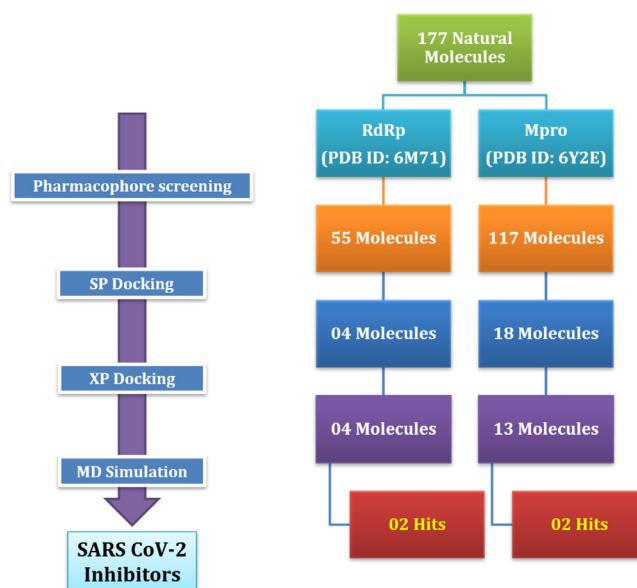 177 Natural
Molecules
RdRp
(PDB ID: 6M71)
Mpro
(PDB ID: 6Y2E)
Pharmacophore screening
55 Molecules
117 Molecules
SP Docking
04 Molecules
18 Molecules
XP Docking
04 Molecules
13 Molecules
MD Simulation
02 Hits
02 Hits
SARS CoV-2
Inhibitors